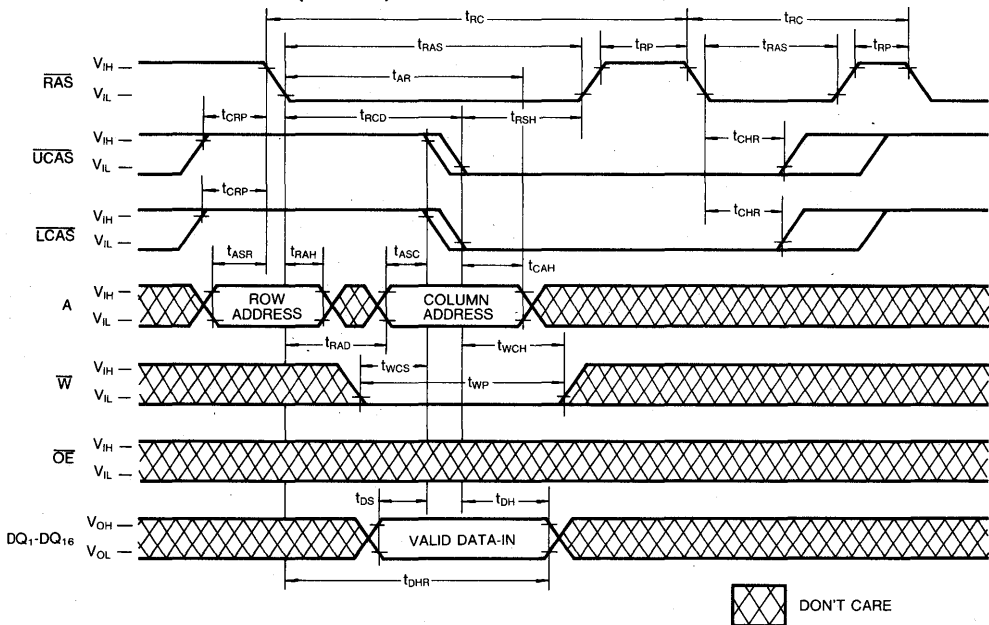 tRC tRC
tRAS tRP tRAS tRP
RAS VIH tAR
VIL
tCRP tRCD tRSH
UCAS VIH tCHR
VIL
tCRP
LCAS VIH tCHR
VIL
tASR tRAH tASC tCAH
A VIH ROW ADDRESS COLUMN ADDRESS
VIL
tRAD tWCH
tWCS
W VIH tWP
VIL
OE VIH
VIL
tDS tDH
DQ1-DQ16 VOH VALID DATA-IN
VOL
tDHR
DON'T CARE